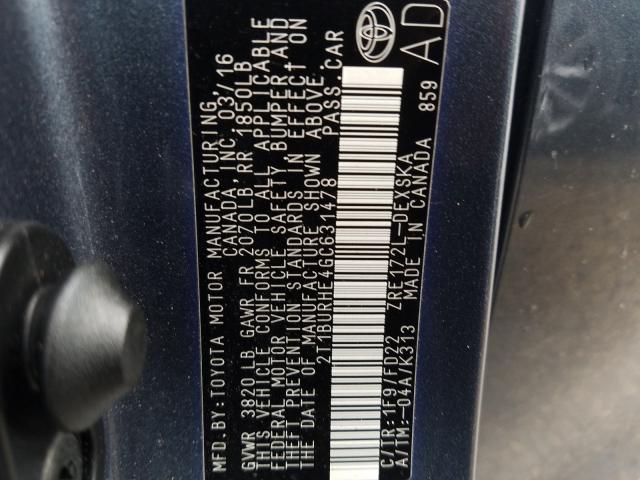 MFD. BY: TOYOTA MOTOR MANUFACTURING,
CANADA, INC. 03/16
GVWR 3820 LB GAWR FR 2070LB RR 1850LB
THIS VEHICLE CONFORMS TO ALL APPLICABLE
FEDERAL MOTOR VEHICLE SAFETY, BUMPER, AND
THEFT PREVENTION STANDARDS IN EFFECT ON
THE DATE OF MANUFACTURE SHOWN ABOVE.
2T1BURHE4GC631478 PASS. CAR
C/TR: 1F9/FD22 ZRE172L-DEXSKA
A/TM: -04A/K313 MADE IN CANADA 859
AD